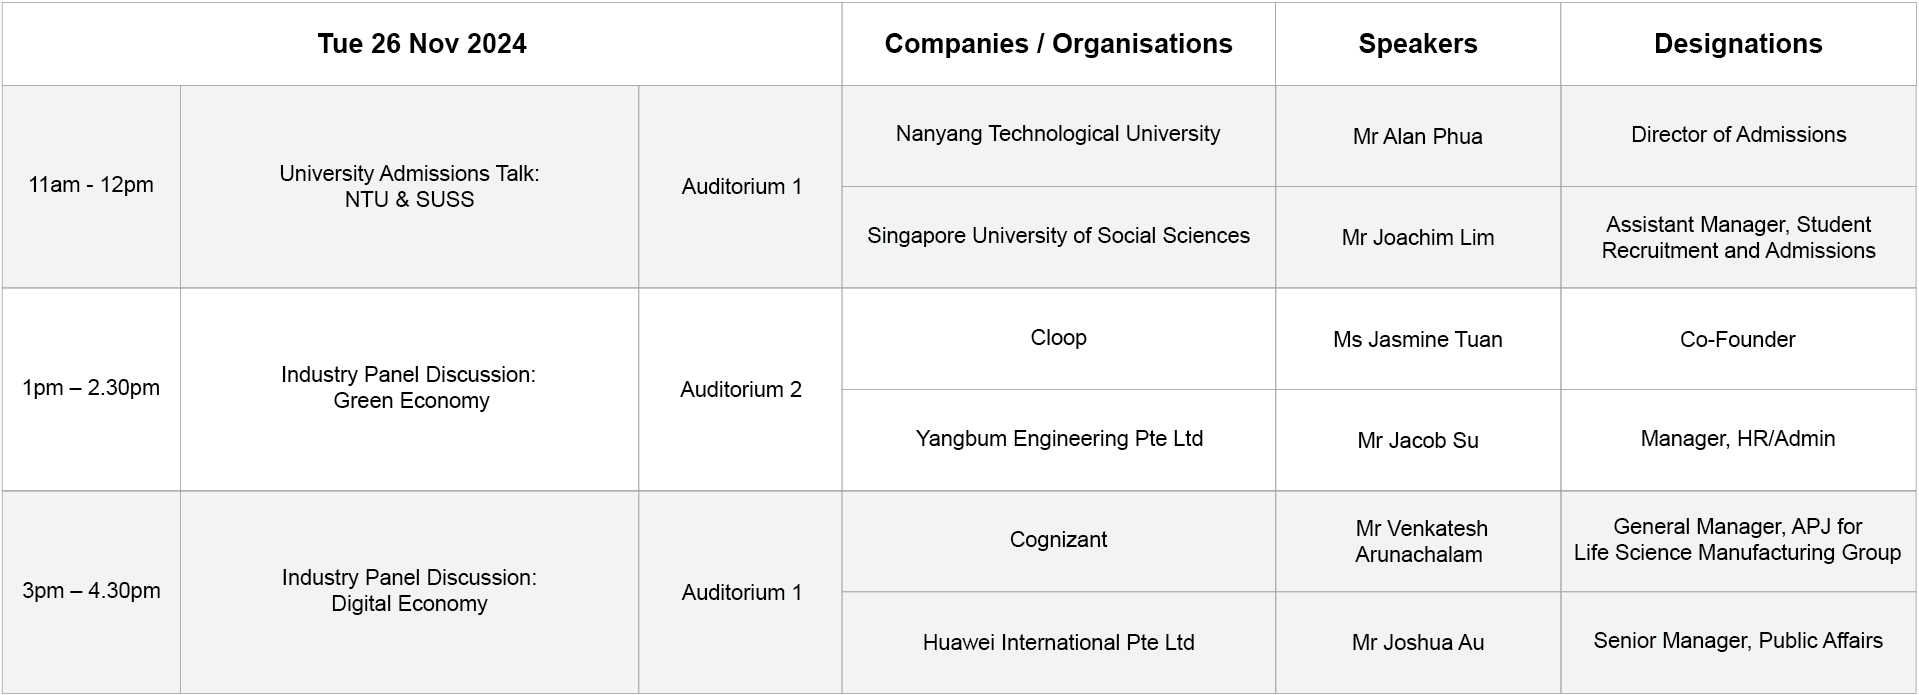 Tue 26 Nov 2024
Companies / Organisations
Speakers
Designations
11am - 12pm
University Admissions Talk:
NTU & SUSS
Auditorium 1
Nanyang Technological University
Mr Alan Phua
Director of Admissions
Singapore University of Social Sciences
Mr Joachim Lim
Assistant Manager, Student
Recruitment and Admissions
1pm – 2.30pm
Industry Panel Discussion:
Green Economy
Auditorium 2
Cloop
Ms Jasmine Tuan
Co-Founder
Yangbum Engineering Pte Ltd
Mr Jacob Su
Manager, HR/Admin
3pm – 4.30pm
Industry Panel Discussion:
Digital Economy
Auditorium 1
Cognizant
Mr Venkatesh
Arunachalam
General Manager, APJ for
Life Science Manufacturing Group
Huawei International Pte Ltd
Mr Joshua Au
Senior Manager, Public Affairs